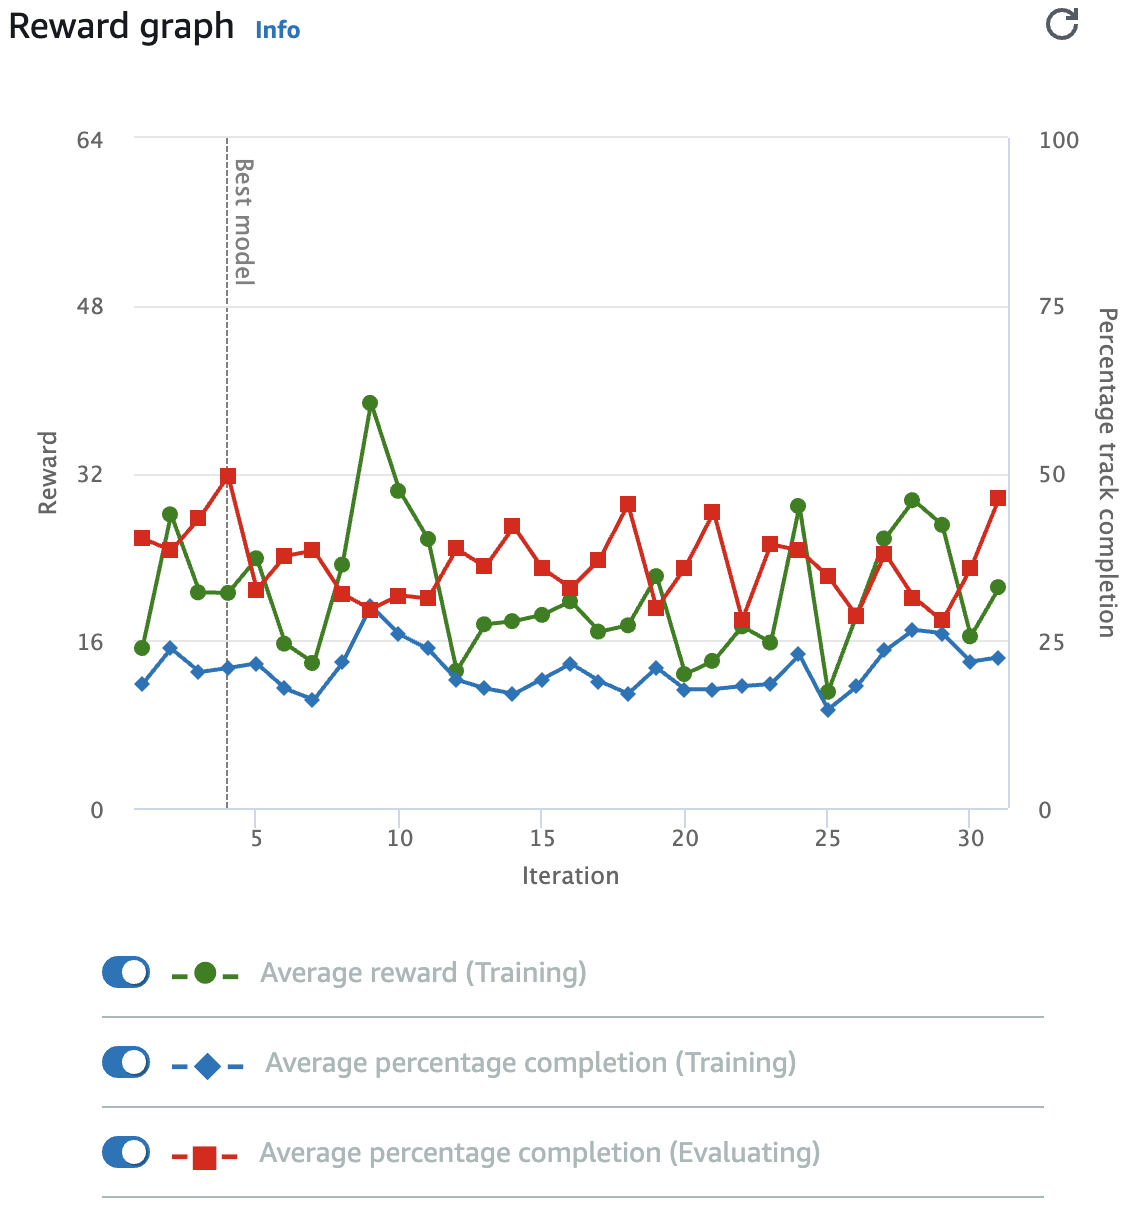 Reward graph Info
64
100
Best model
48
75
Percentage track completion
Reward
32
50
16
25
0
0
5
10
15
20
25
30
Iteration
Average reward (Training)
Average percentage completion (Training)
Average percentage completion (Evaluating)